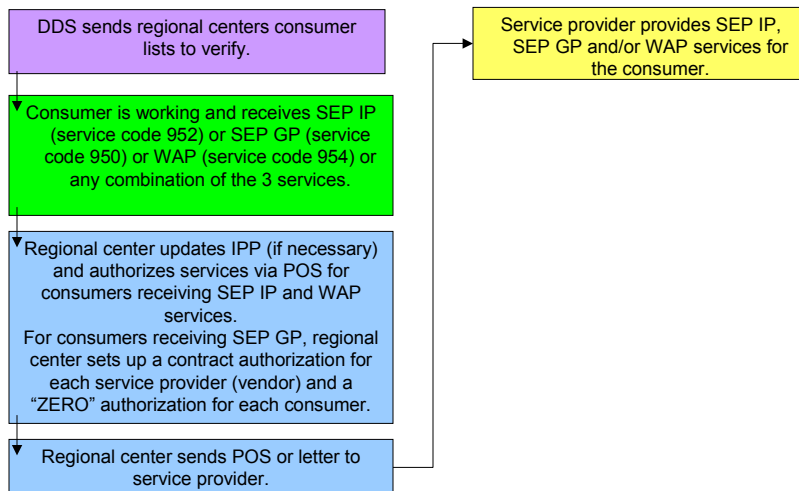 DDS sends regional centers consumer
lists to verify.
Consumer is working and receives SEP IP
(service code 952) or SEP GP (service
code 950) or WAP (service code 954) or
any combination of the 3 services.
Regional center updates IPP (if necessary)
and authorizes services via POS for
consumers receiving SEP IP and WAP
services.
For consumers receiving SEP GP, regional
center sets up a contract authorization for
each service provider (vendor) and a
“ZERO” authorization for each consumer.
Regional center sends POS or letter to
service provider.
Service provider provides SEP IP,
SEP GP and/or WAP services for
the consumer.